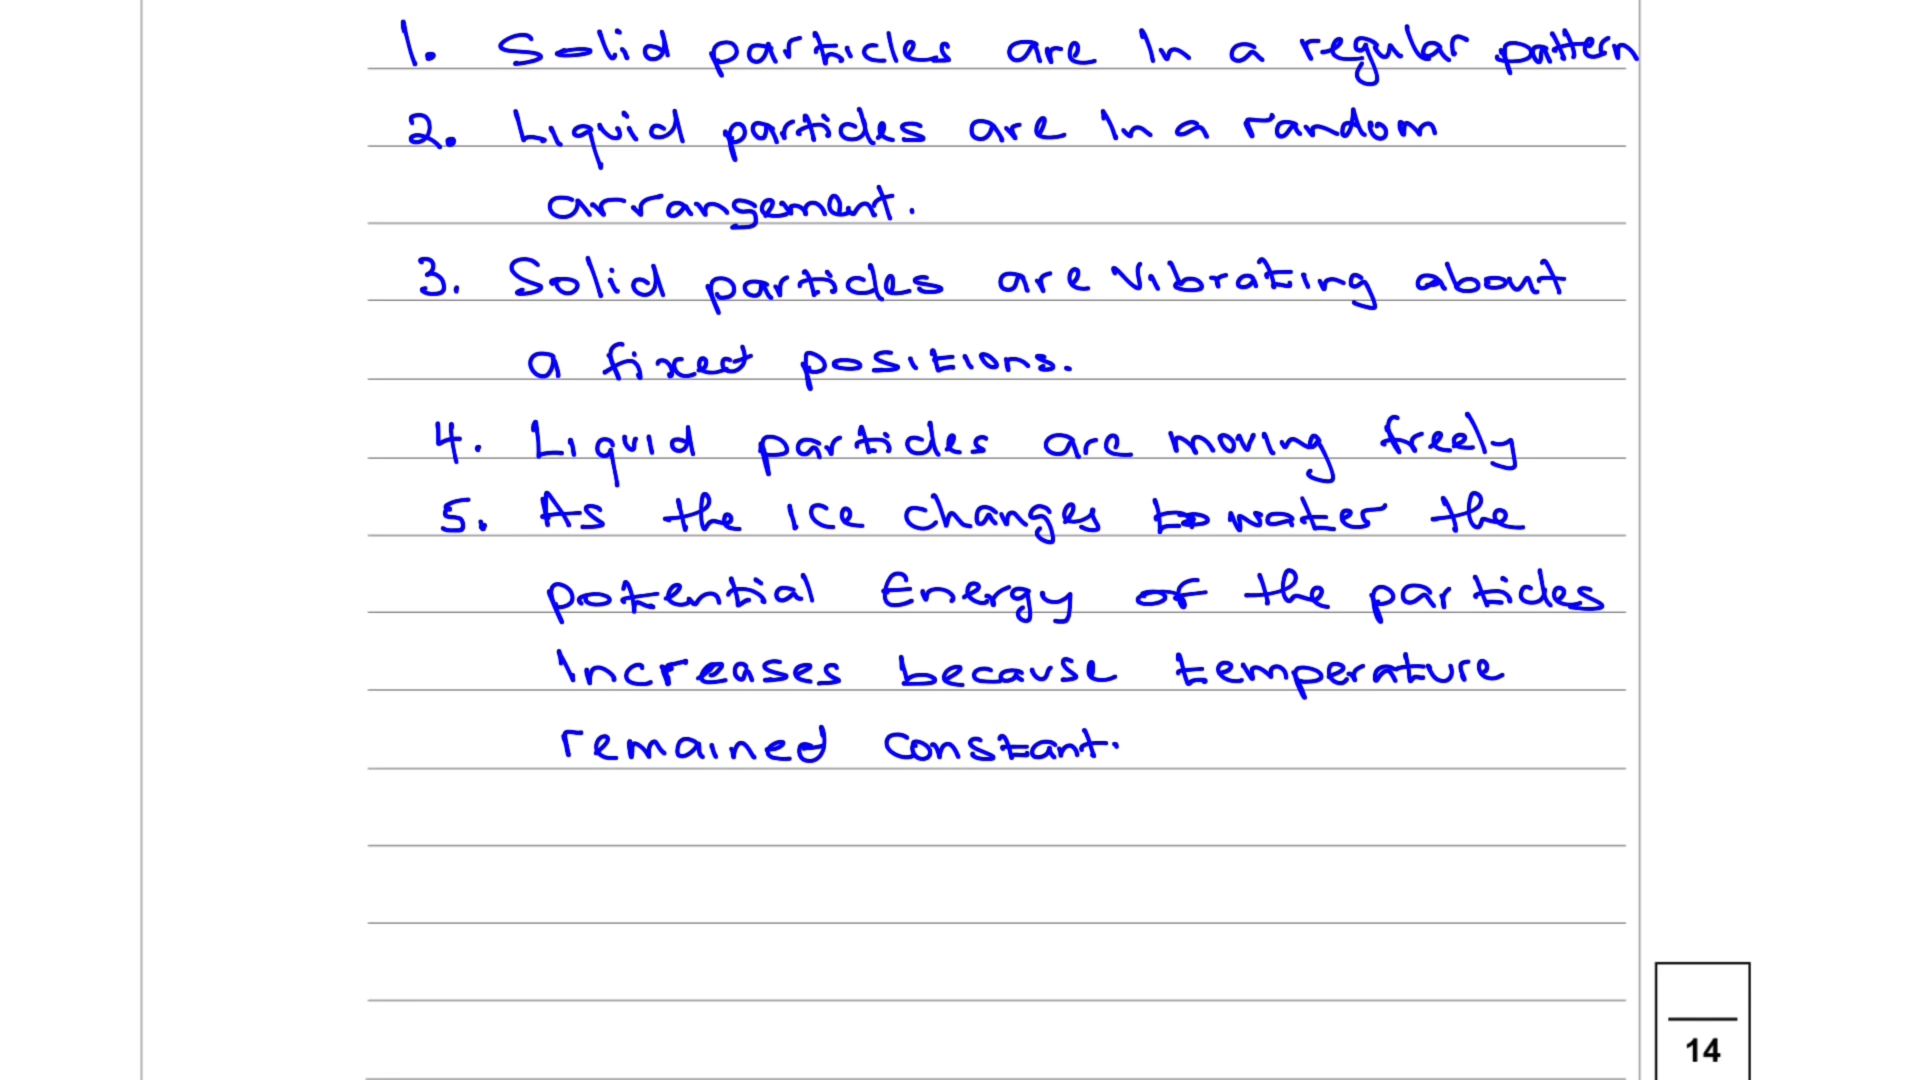 1. Solid particles are in a regular pattern
2. Liquid particles are in a random
arrangement.
3. Solid particles are vibrating about
a fixed positions.
4. Liquid particles are moving freely
5. As the ice changes to water the
potential Energy of the particles
increases because temperature
remained constant.
14